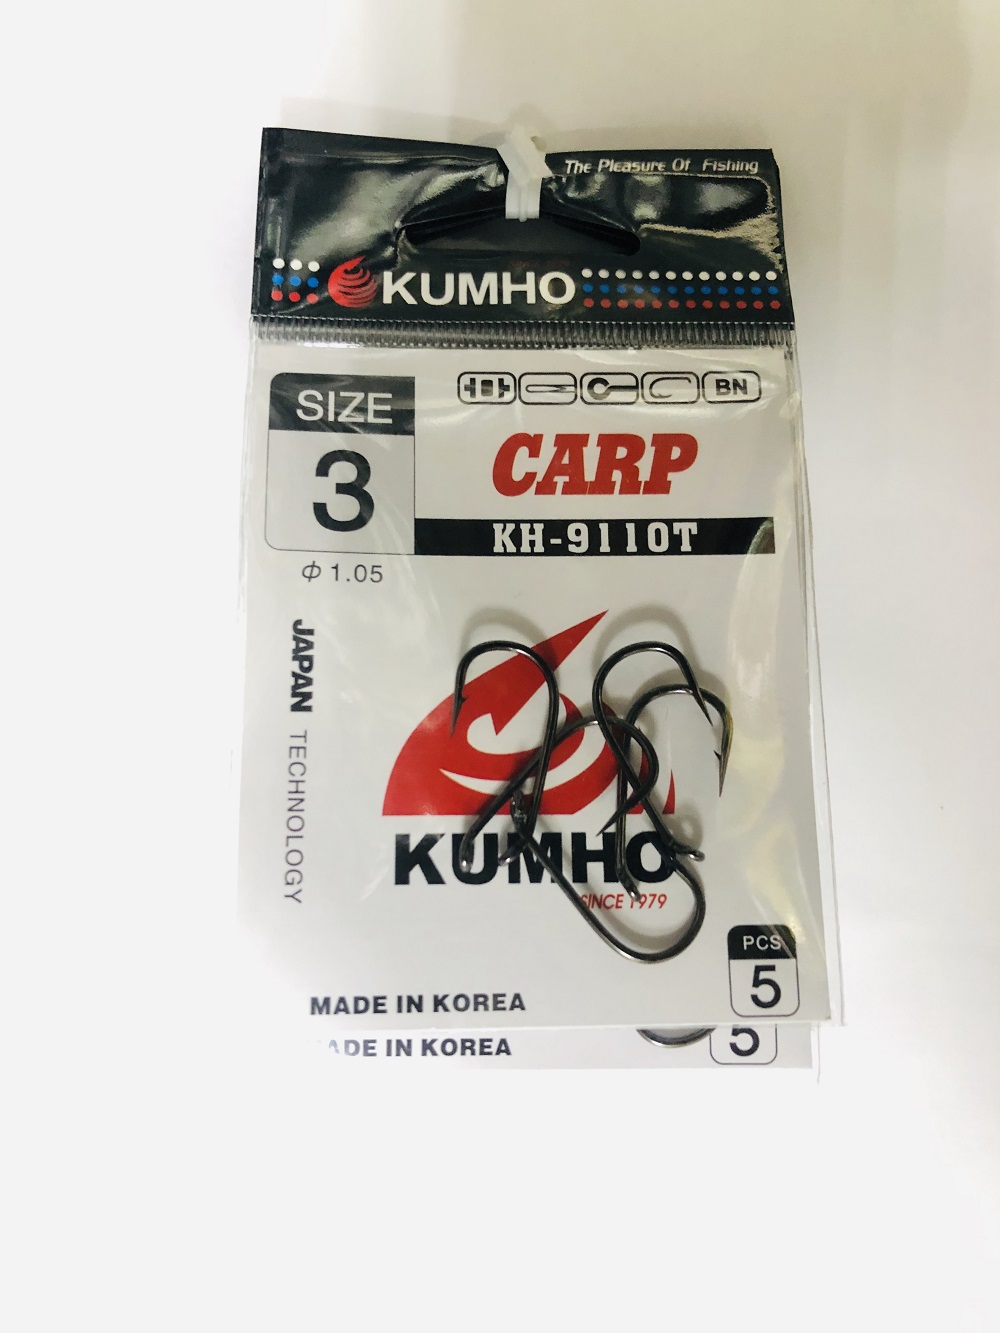 The Pleasure Of Fishing
KUMHO
SIZE
3
Φ 1.05
BN
CARP
KH-9110T
JAPAN TECHNOLOGY
KUMHO
SINCE 1979
PCS
5
MADE IN KOREA
ADE IN KOREA
5